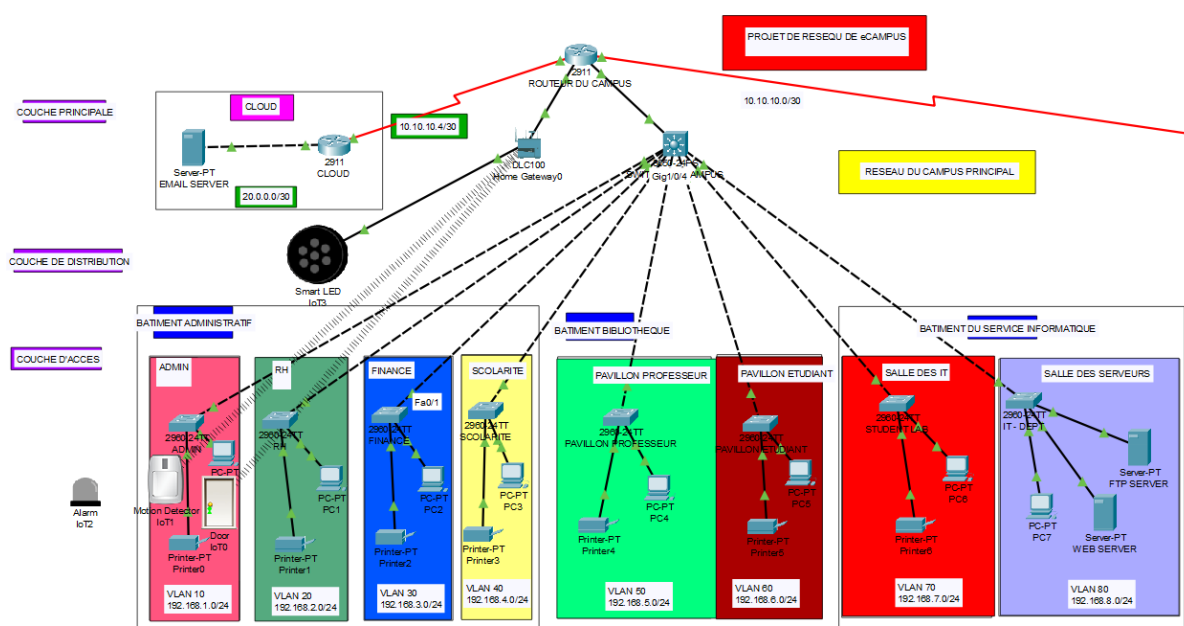 PROJET DE RESEQU DE eCAMPUS
2911
ROUTEUR DU CAMPUS
10.10.10.0/30
COUCHE PRINCIPALE
CLOUD
10.10.10.4/30
Server-PT
EMAIL SERVER
2911
CLOUD
20.0.0.0/30
DLC100
Home Gateway0
Gig1/0/4
RESEAU DU CAMPUS PRINCIPAL
COUCHE DE DISTRIBUTION
Smart LED
IoT3
BATIMENT ADMINISTRATIF
BATIMENT BIBLIOTHEQUE
BATIMENT DU SERVICE INFORMATIQUE
COUCHE D'ACCES
ADMIN
RH
FINANCE
SCOLARITE
PAVILLON PROFESSEUR
PAVILLON ETUDIANT
SALLE DES IT
SALLE DES SERVEURS
Fa0/1
2960-24TT
ADMIN
2960-24TT
RH
2960-24TT
FINANCE
2960-24TT
SCOLARITE
2960-24TT
PAVILLON PROFESSEUR
2960-24TT
PAVILLON ETUDIANT
2960-24TT
STUDENT LAB
2960-24TT
IT - DEPT
PC-PT
PC-PT
PC1
PC-PT
PC2
PC-PT
PC3
PC-PT
PC4
PC-PT
PC5
PC-PT
PC6
Server-PT
FTP SERVER
PC-PT
PC7
Server-PT
WEB SERVER
Alarm
IoT2
Motion Detector
IoT1
Door
IoT0
Printer-PT
Printer0
Printer-PT
Printer1
Printer-PT
Printer2
Printer-PT
Printer3
Printer-PT
Printer4
Printer-PT
Printer5
Printer-PT
Printer6
VLAN 10
192.168.1.0/24
VLAN 20
192.168.2.0/24
VLAN 30
192.168.3.0/24
VLAN 40
192.168.4.0/24
VLAN 50
192.168.5.0/24
VLAN 60
192.168.6.0/24
VLAN 70
192.168.7.0/24
VLAN 80
192.168.8.0/24